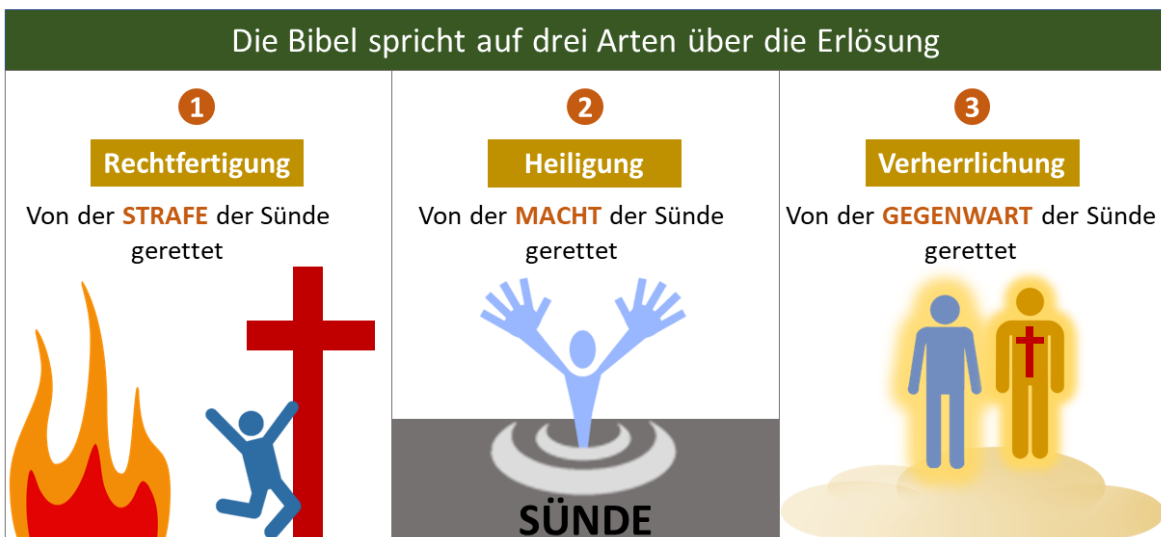 Die Bibel spricht auf drei Arten über die Erlösung
1
Rechtfertigung
Von der STRAFE der Sünde
gerettet
2
Heiligung
Von der MACHT der Sünde
gerettet
SÜNDE
3
Verherrlichung
Von der GEGENWART der Sünde
gerettet